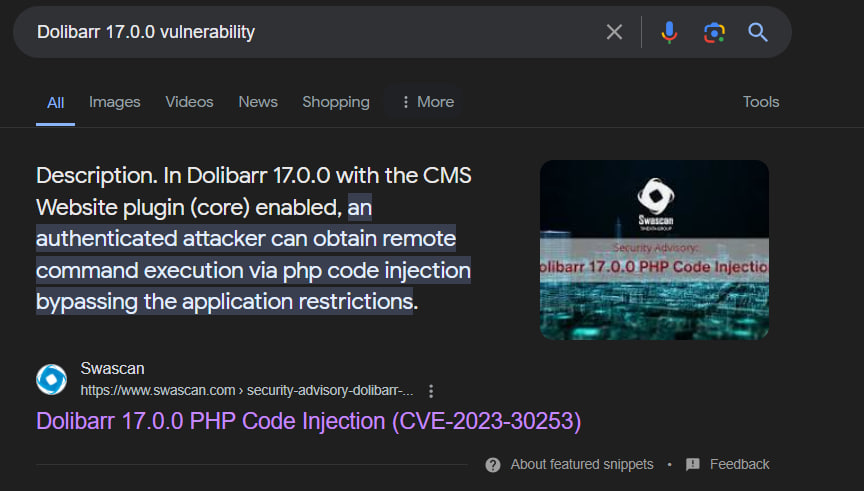 Dolibarr 17.0.0 vulnerability
All Images Videos News Shopping More Tools
Description. In Dolibarr 17.0.0 with the CMS
Website plugin (core) enabled, an
authenticated attacker can obtain remote
command execution via php code injection
bypassing the application restrictions.
Swascan
TINEXTA GROUP
Security Advisory:
olibarr 17.0.0 PHP Code Injectio
Swascan
https://www.swascan.com › security-advisory-dolibarr-...
Dolibarr 17.0.0 PHP Code Injection (CVE-2023-30253)
About featured snippets • Feedback